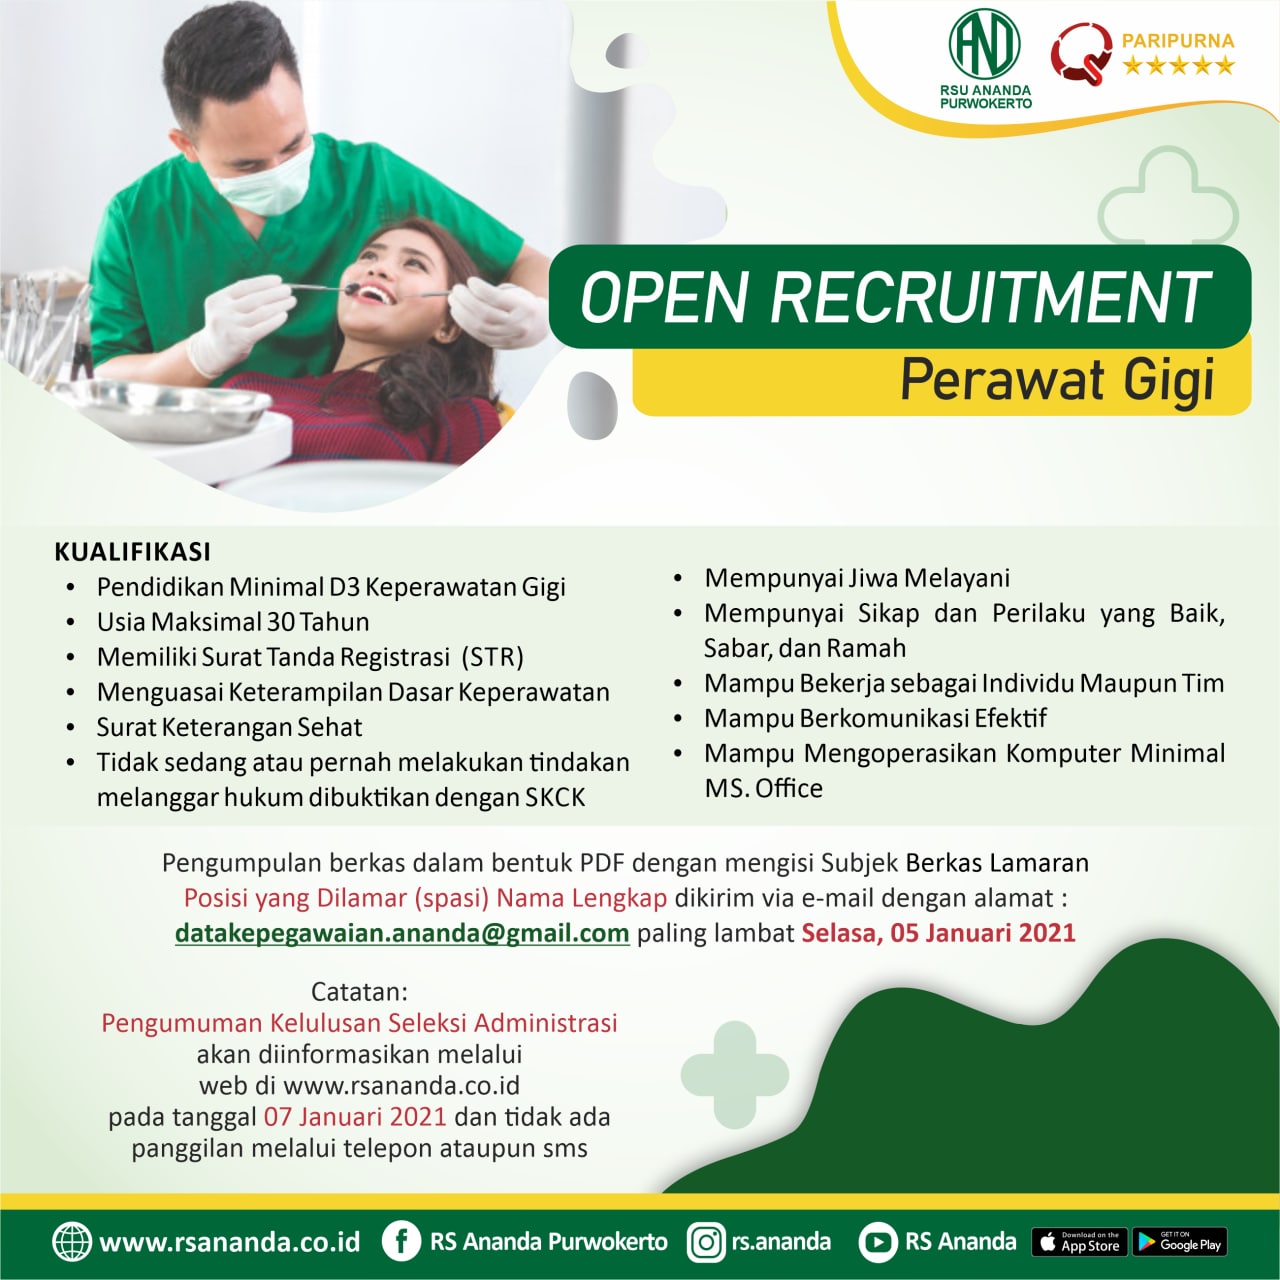 AND
RSU ANANDA
PURWOKERTO
PARIPURNA
OPEN RECRUITMENT
Perawat Gigi
KUALIFIKASI
• Pendidikan Minimal D3 Keperawatan Gigi
• Usia Maksimal 30 Tahun
• Memiliki Surat Tanda Registrasi (STR)
• Menguasai Keterampilan Dasar Keperawatan
• Surat Keterangan Sehat
• Tidak sedang atau pernah melakukan tindakan
melanggar hukum dibuktikan dengan SKCK
• Mempunyai Jiwa Melayani
• Mempunyai Sikap dan Perilaku yang Baik,
Sabar, dan Ramah
• Mampu Bekerja sebagai Individu Maupun Tim
• Mampu Berkomunikasi Efektif
• Mampu Mengoperasikan Komputer Minimal
MS. Office
Pengumpulan berkas dalam bentuk PDF dengan mengisi Subjek Berkas Lamaran
Posisi yang Dilamar (spasi) Nama Lengkap dikirim via e-mail dengan alamat :
datakepegawaian.ananda@gmail.com paling lambat Selasa, 05 Januari 2021
Catatan:
Pengumuman Kelulusan Seleksi Administrasi
akan diinformasikan melalui
web di www.rsananda.co.id
pada tanggal 07 Januari 2021 dan tidak ada
panggilan melalui telepon ataupun sms
www.rsananda.co.id
RS Ananda Purwokerto
rs.ananda
RS Ananda
Download on the
App Store
GET IT ON
Google Play